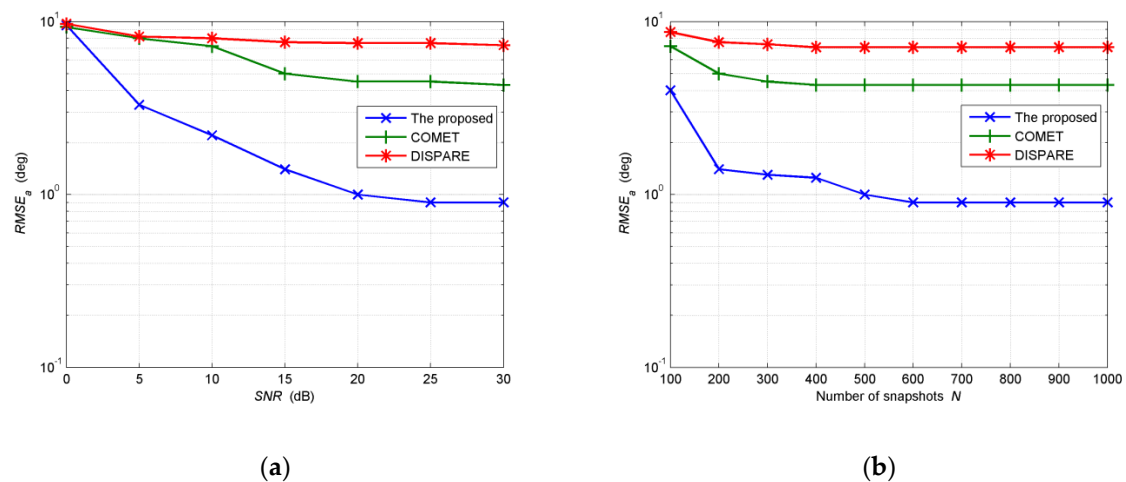 10^1
10^0
10^-1
RMSE_a (deg)
0 5 10 15 20 25 30
SNR (dB)
The proposed
COMET
DISPARE
(a)
10^1
10^0
10^-1
RMSE_a (deg)
100 200 300 400 500 600 700 800 900 1000
Number of snapshots N
The proposed
COMET
DISPARE
(b)